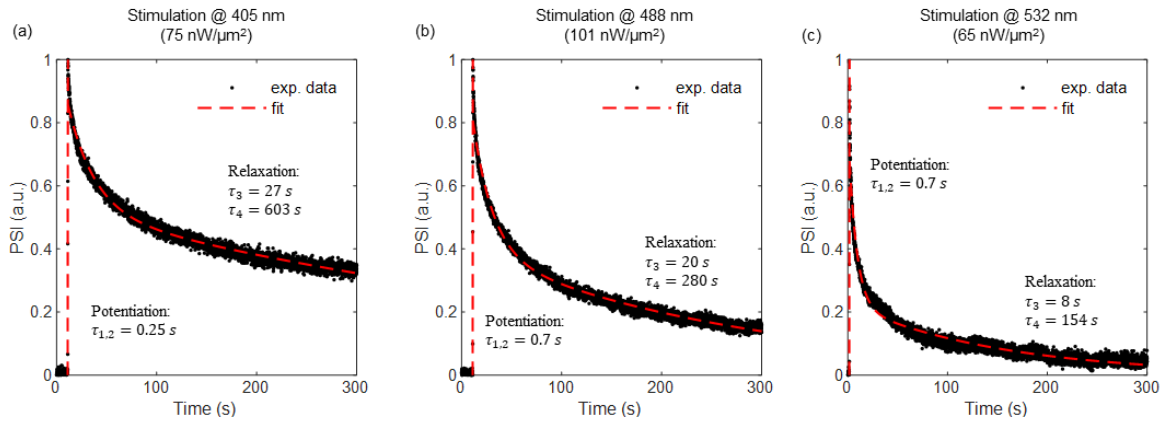 (a)
Stimulation @ 405 nm
(75 nW/µm²)
PSI (a.u.)
1
0.8
0.6
0.4
0.2
0
0
100
200
300
Time (s)
exp. data
fit
Relaxation:
τ₃ = 27 s
τ₄ = 603 s
Potentiation:
τ₁,₂ = 0.25 s
(b)
Stimulation @ 488 nm
(101 nW/µm²)
PSI (a.u.)
1
0.8
0.6
0.4
0.2
0
0
100
200
300
Time (s)
exp. data
fit
Relaxation:
τ₃ = 20 s
τ₄ = 280 s
Potentiation:
τ₁,₂ = 0.7 s
(c)
Stimulation @ 532 nm
(65 nW/µm²)
PSI (a.u.)
1
0.8
0.6
0.4
0.2
0
0
100
200
300
Time (s)
exp. data
fit
Potentiation:
τ₁,₂ = 0.7 s
Relaxation:
τ₃ = 8 s
τ₄ = 154 s